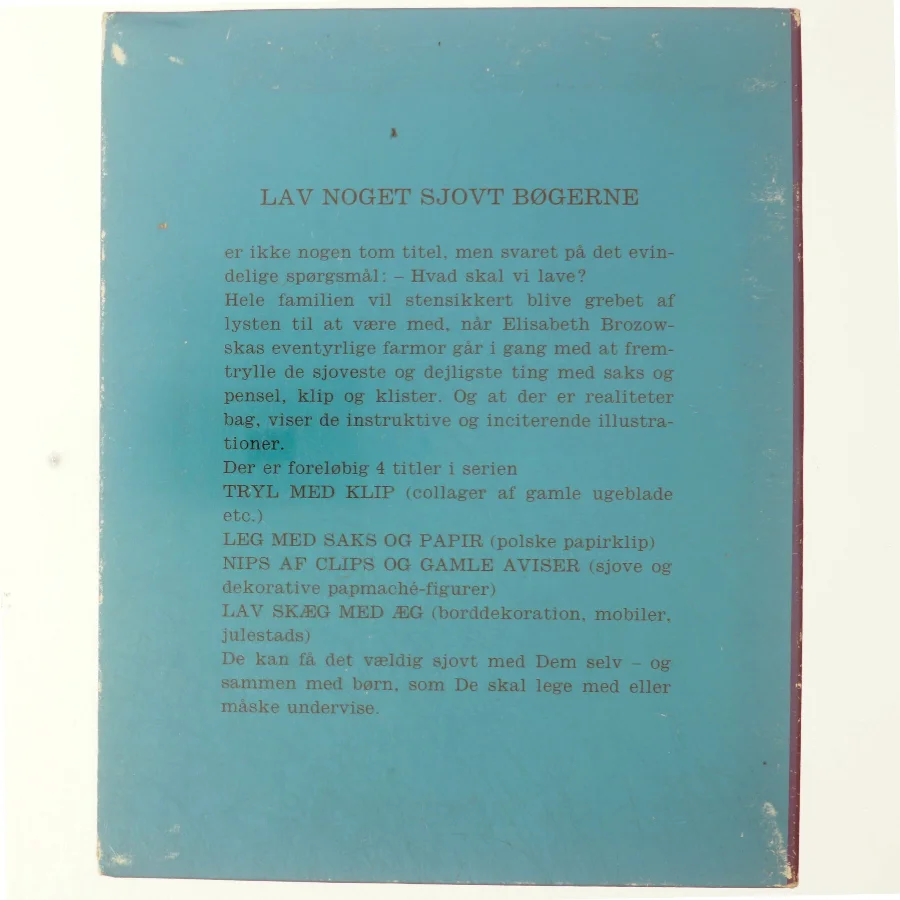 LAV NOGET SJOVT BØGERNE
er ikke nogen tom titel, men svaret på det evin-
delige spørgsmål: – Hvad skal vi lave?
Hele familien vil stensikkert blive grebet af
lysten til at være med, når Elisabeth Brozow-
skas eventyrlige farmor går i gang med at frem-
trylle de sjoveste og dejligste ting med saks og
pensel, klip og klister. Og at der er realiteter
bag, viser de instruktive og inciterende illustra-
tioner.
Der er foreløbig 4 titler i serien
TRYL MED KLIP (collager af gamle ugeblade
etc.)
LEG MED SAKS OG PAPIR (polske papirklip)
NIPS AF CLIPS OG GAMLE AVISER (sjove og
dekorative papmaché-figurer)
LAV SKÆG MED ÆG (borddekoration, mobiler,
julestads)
De kan få det vældig sjovt med Dem selv – og
sammen med børn, som De skal lege med eller
måske undervise.